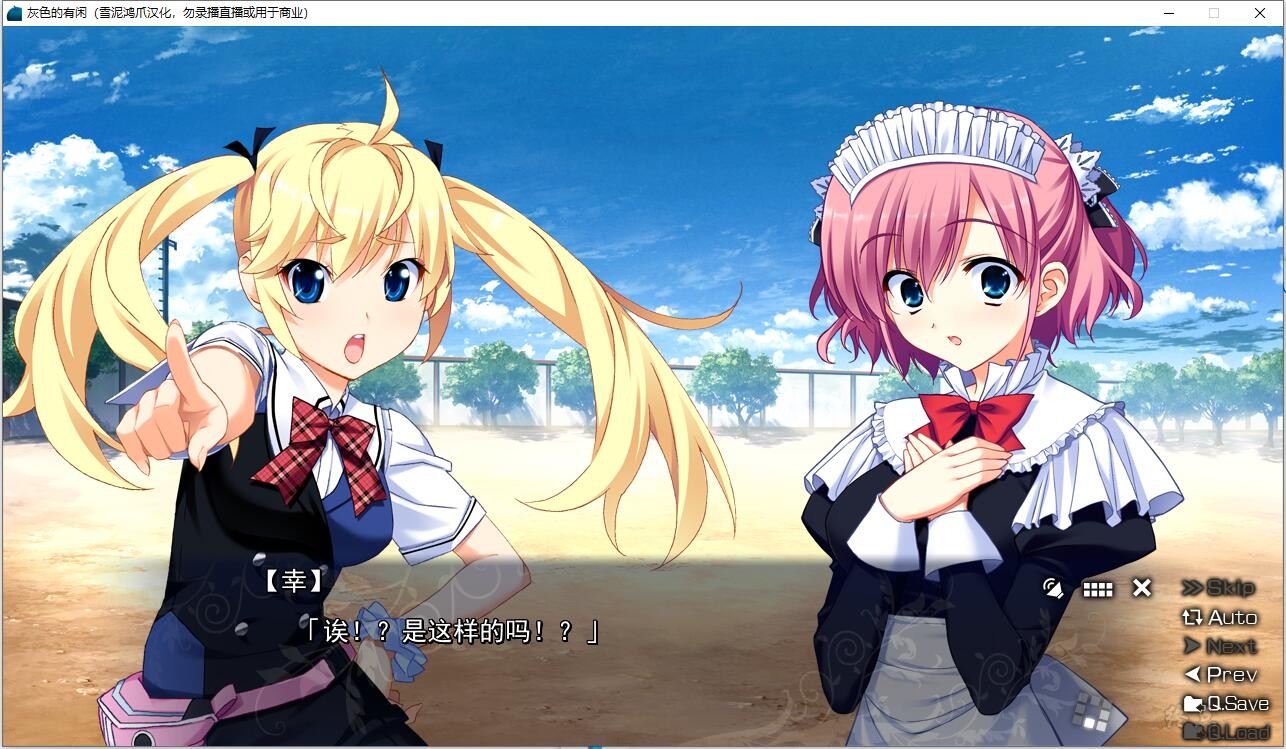 灰色的有闲（雪泥鸿爪汉化，勿录播直播或用于商业）
【幸】
「诶！？是这样的吗！？」
Skip
Auto
Next
Prev
Q.Save
Q.Load